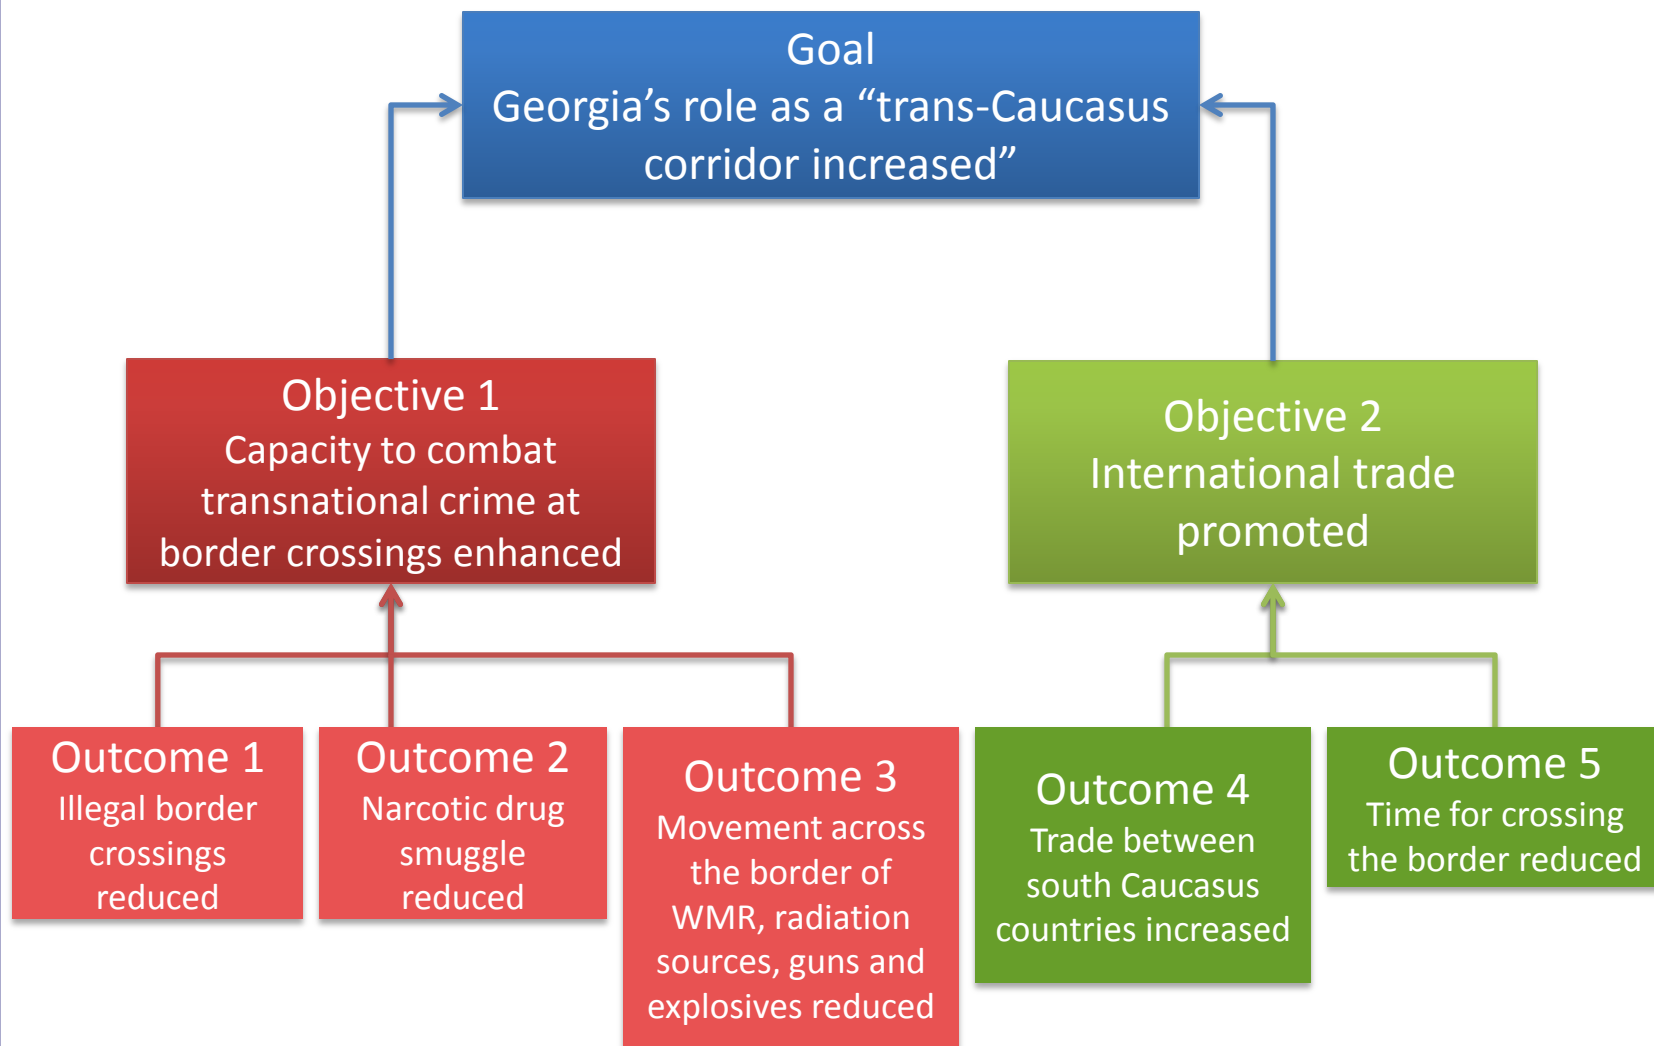 Goal
Georgia’s role as a “trans-Caucasus
corridor increased”
Objective 1
Capacity to combat
transnational crime at
border crossings enhanced
Objective 2
International trade
promoted
Outcome 1
Illegal border
crossings
reduced
Outcome 2
Narcotic drug
smuggle
reduced
Outcome 3
Movement across
the border of
WMR, radiation
sources, guns and
explosives reduced
Outcome 4
Trade between
south Caucasus
countries increased
Outcome 5
Time for crossing
the border reduced